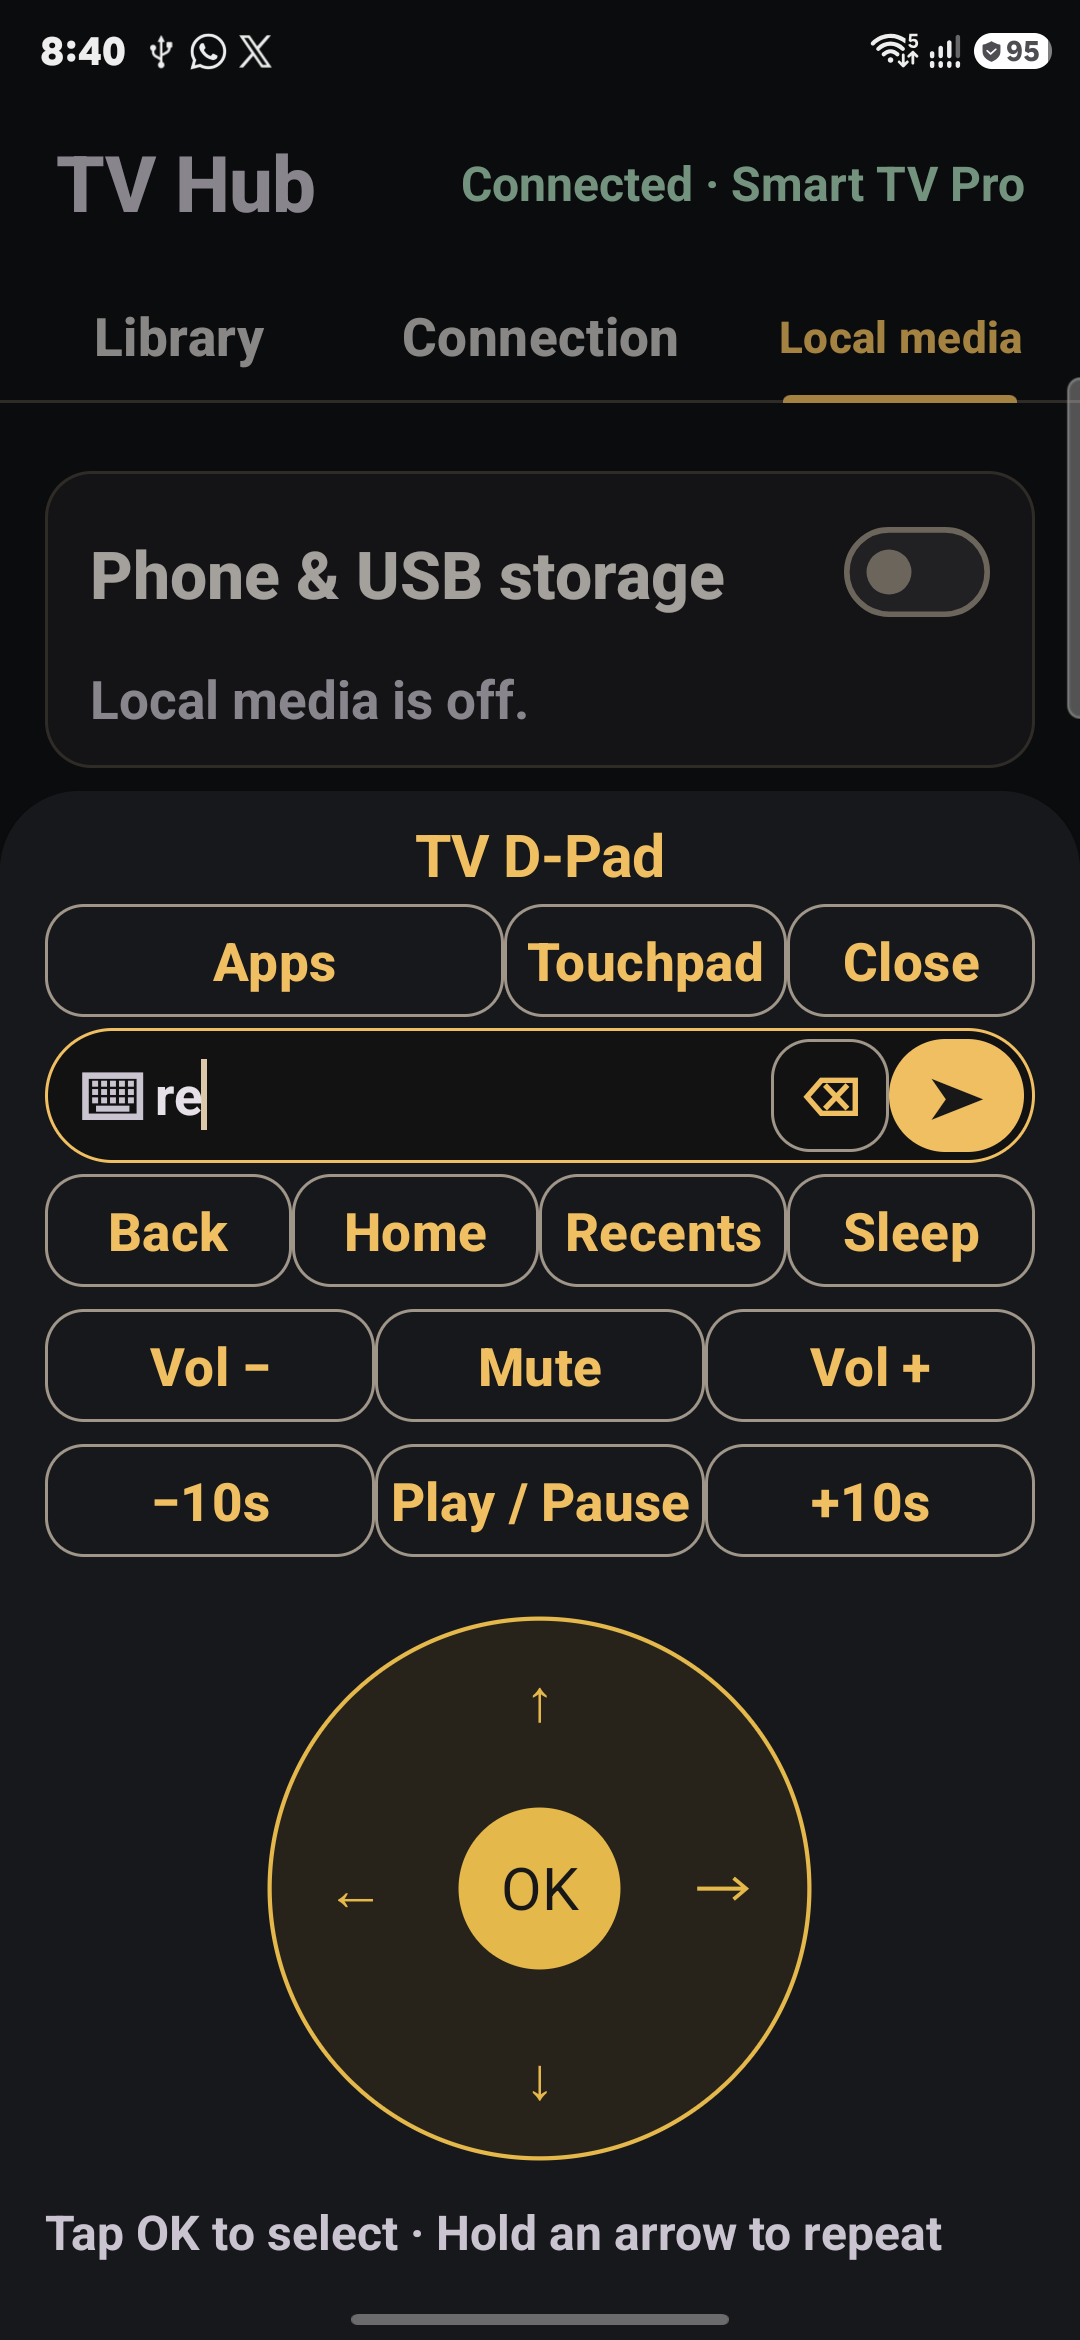 8:40 5 95
TV Hub Connected · Smart TV Pro
Library Connection Local media
Phone & USB storage
Local media is off.
TV D-Pad
Apps Touchpad Close
re
Back Home Recents Sleep
Vol − Mute Vol +
−10s Play / Pause +10s
↑
← OK →
↓
Tap OK to select · Hold an arrow to repeat